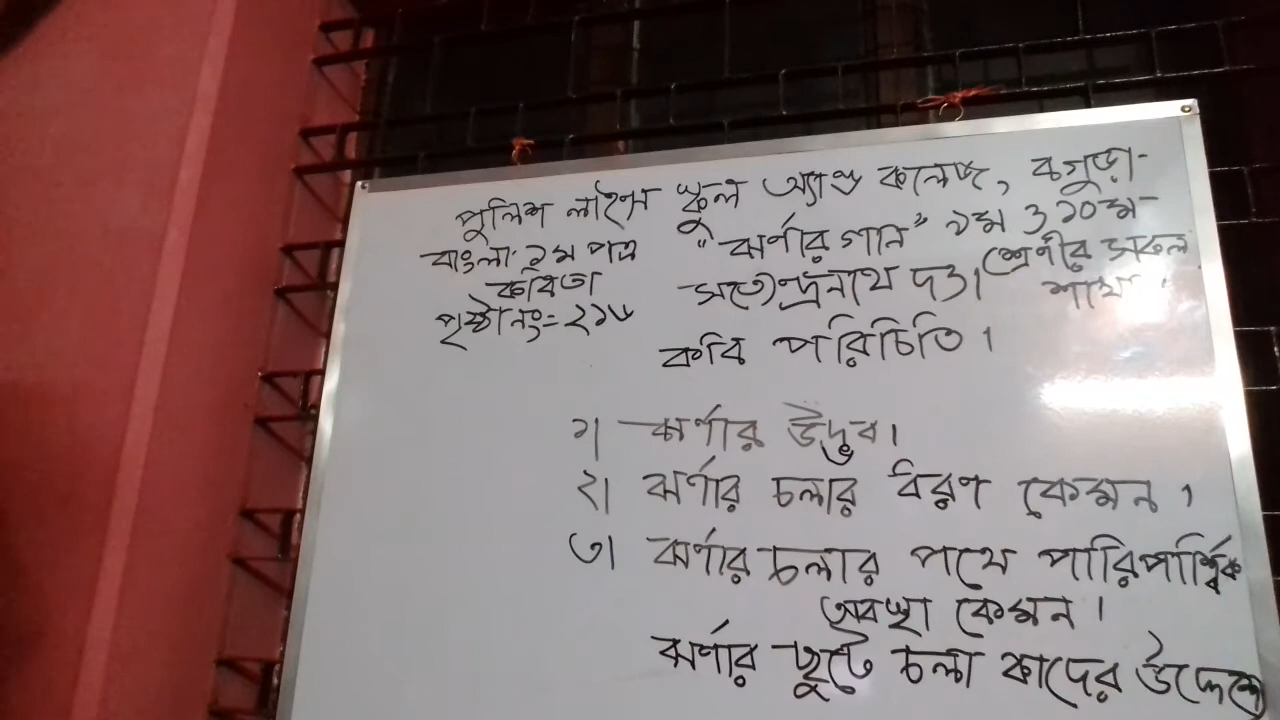 পুলিশ লাইন্স স্কুল অ্যাণ্ড কলেজ, বগুড়া-
বাংলা ১ম পত্র "ঝর্ণার গান" ৯ম ও ১০ম-
কবিতা সত্যেন্দ্রনাথ দত্ত। শ্রেণীর সকল
পৃষ্ঠা নং=২১৮ শাখা।
কবি পরিচিতি।
১। ঝর্ণার উদ্ভব।
২। ঝর্ণার চলার ধরণ কেমন।
৩। ঝর্ণার চলার পথে পারিপার্শ্বিক
অবস্থা কেমন।
ঝর্ণার ছুটে চলা কাদের উদ্দেশ্যে